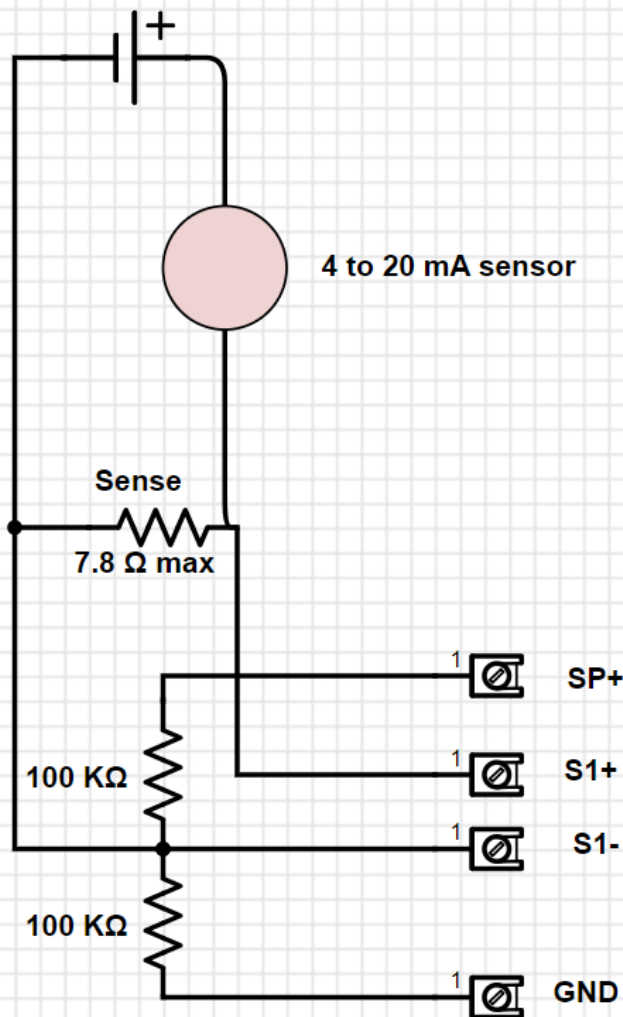 +
4 to 20 mA sensor
Sense
7.8 Ω max
1
SP+
1
S1+
100 KΩ
1
S1-
100 KΩ
1
GND